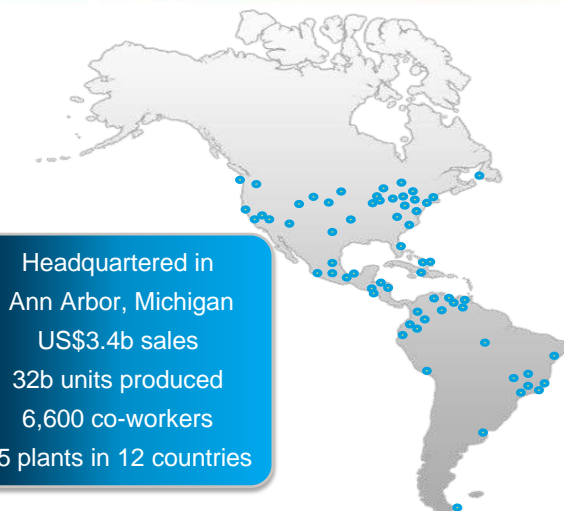 Headquartered in
Ann Arbor, Michigan
US$3.4b sales
32b units produced
6,600 co-workers
5 plants in 12 countries